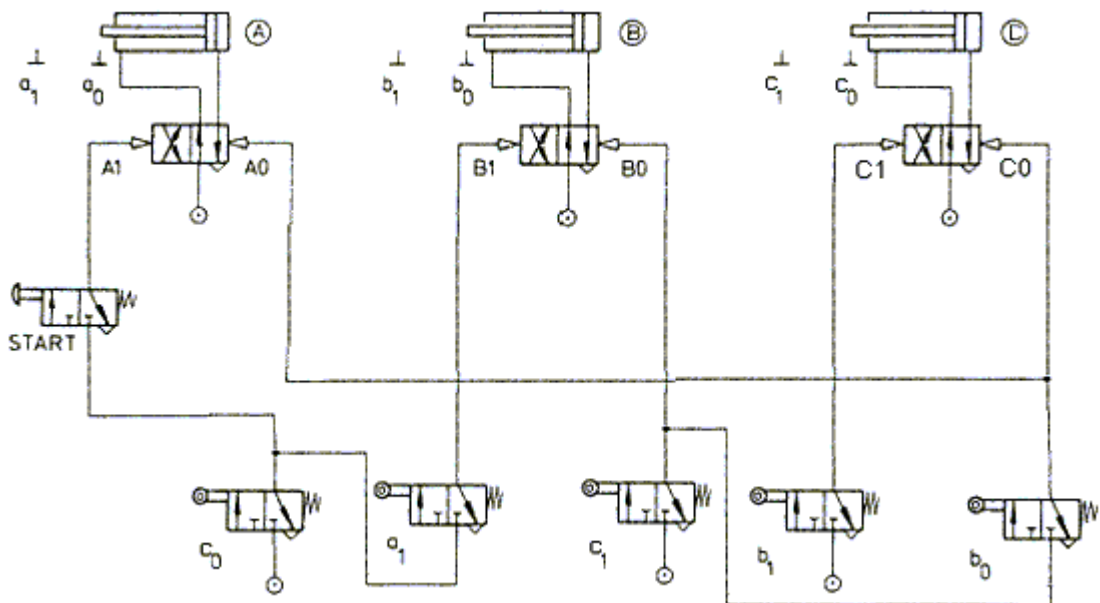 A B C
a1 a0 b1 b0 c1 c0
A1 A0 B1 B0 C1 C0
START
c0 a1 c1 b1 b0